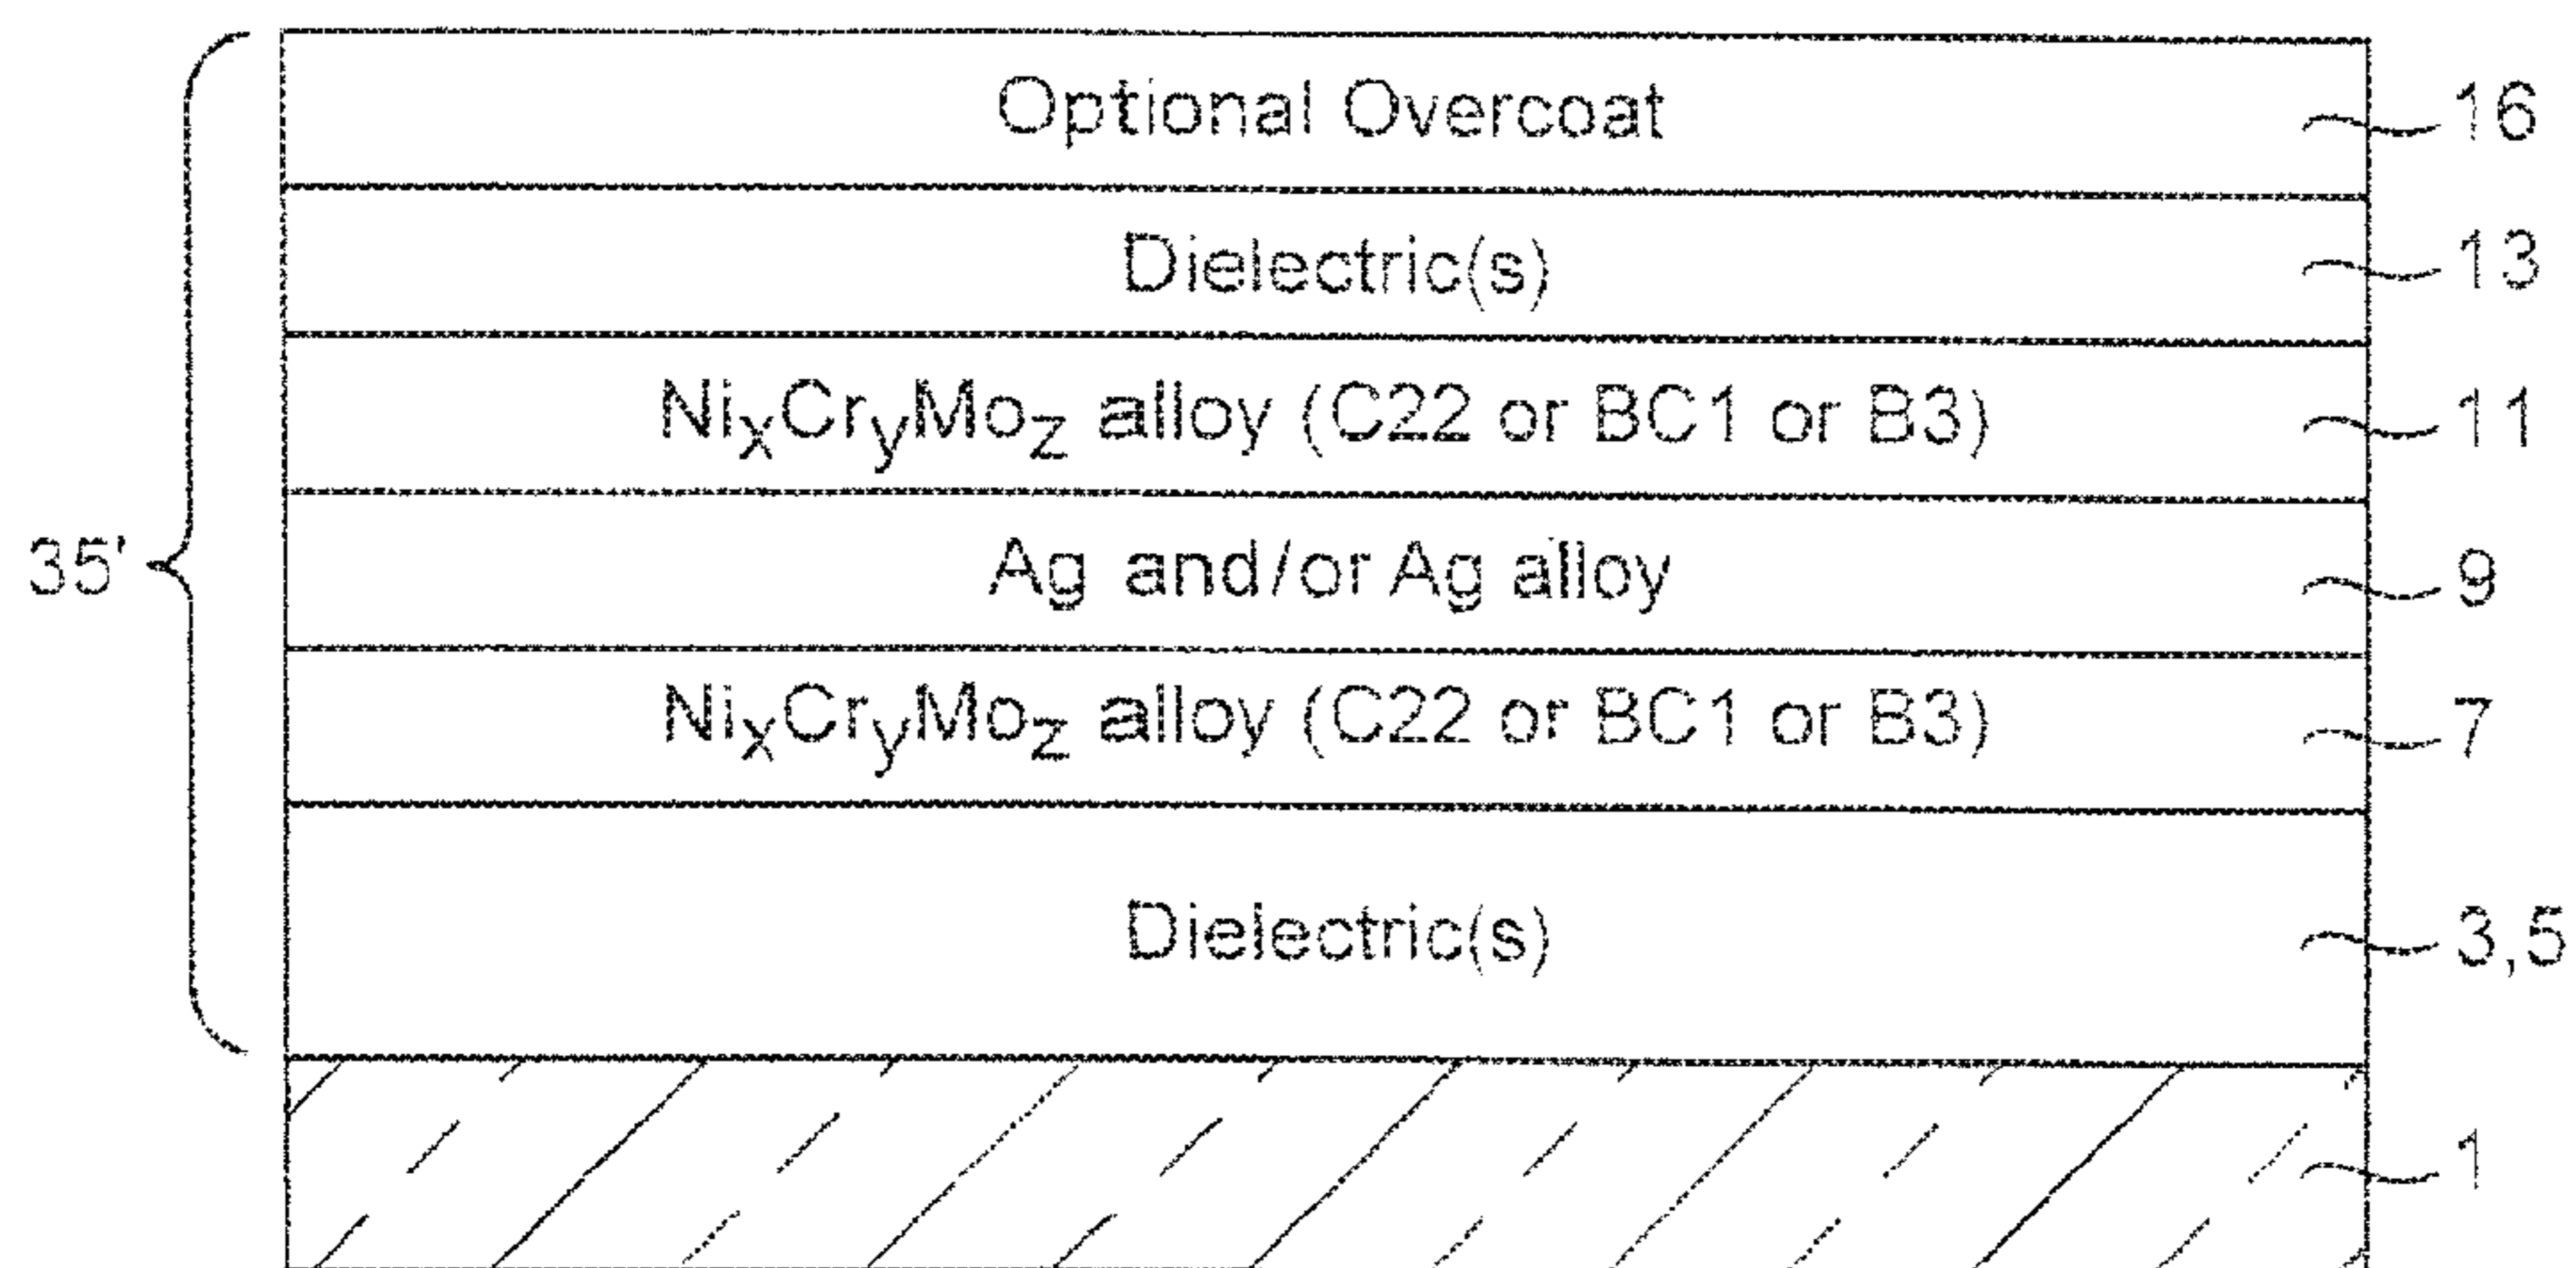 Optional Overcoat 16
Dielectric(s) 13
NixCryMoz alloy (C22 or BC1 or B3) 11
35' Ag and/or Ag alloy 9
NixCryMoz alloy (C22 or BC1 or B3) 7
Dielectric(s) 3,5
1